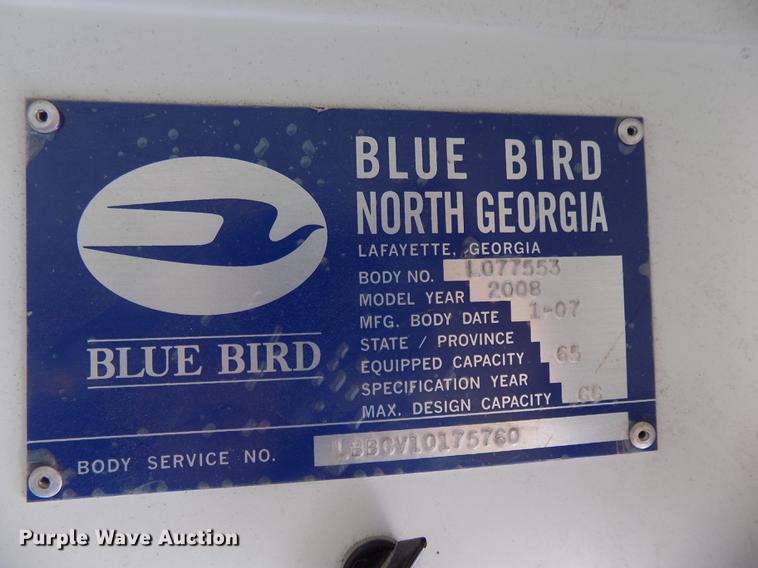 BLUE BIRD
NORTH GEORGIA
LAFAYETTE, GEORGIA
BODY NO. L077553
MODEL YEAR 2008
MFG. BODY DATE 1-07
STATE / PROVINCE
EQUIPPED CAPACITY 65
SPECIFICATION YEAR
MAX. DESIGN CAPACITY 66
BLUE BIRD
BODY SERVICE NO.
Purple Wave Auction